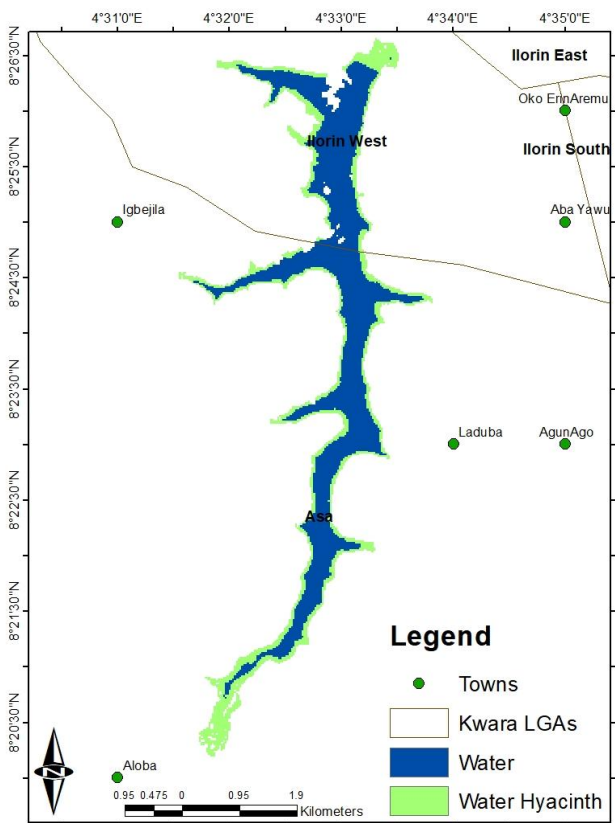 4°31'0"E 4°32'0"E 4°33'0"E 4°34'0"E 4°35'0"E
8°26'30"N
8°25'30"N
8°24'30"N
8°23'30"N
8°22'30"N
8°21'30"N
8°20'30"N
Ilorin East
Oko ErinAremu
Ilorin West
Ilorin South
Igbejila
Aba Yawu
Laduba
AgunAgo
Asa
Aloba
N
0.95 0.475 0 0.95 1.9
Kilometers
Legend
Towns
Kwara LGAs
Water
Water Hyacinth